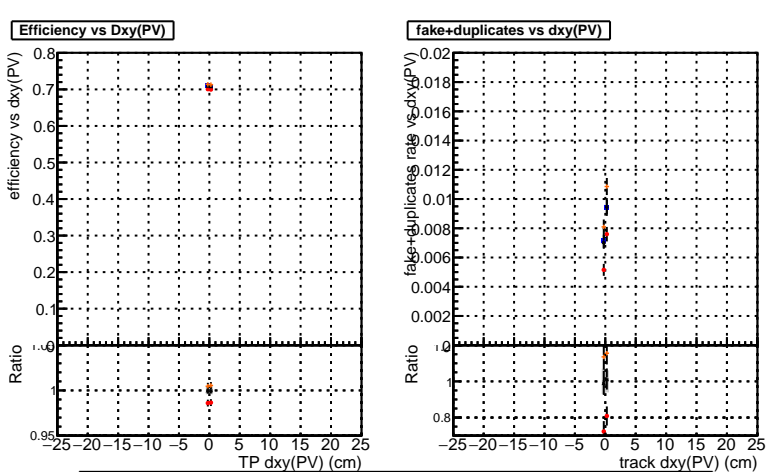 Efficiency vs Dxy(PV)
efficiency vs dxy(PV)
0.8
0.7
0.6
0.5
0.4
0.3
0.2
0.1
0
Ratio
1
0.95
−25 −20 −15 −10 −5 0 5 10 15 20 25
TP dxy(PV) (cm)
fake+duplicates vs dxy(PV)
fake+duplicates rate vs dxy(PV)
0.02
0.018
0.016
0.014
0.012
0.01
0.008
0.006
0.004
0.002
0
Ratio
1
0.8
−25 −20 −15 −10 −5 0 5 10 15 20 25
track dxy(PV) (cm)